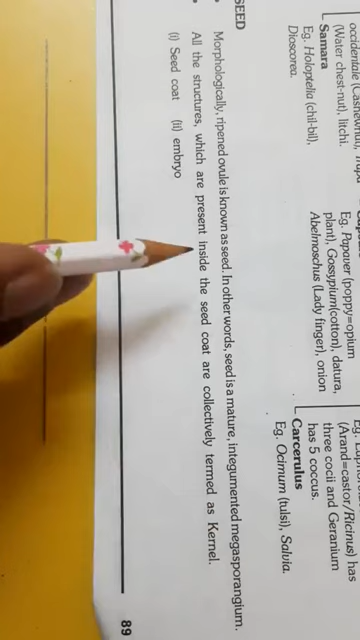 occidentale (Cashewnut),
(Water chest-nut), litchi.
Samara
Eg. Holoptelia (chil-bil),
Dioscorea.
Eg. Papaver (poppy=opium
plant), Gossypium(cotton), datura,
Abelmoschus (Lady finger), onion
(Arand=castor/Ricinus) has
three cocii and Geranium
has 5 coccus.
Carcerulus
Eg. Ocimum (tulsi), Salvia.
SEED
Morphologically, ripened ovule is known as seed. In other words, seed is a mature, integumented megasporangium.
All the structures, which are present inside the seed coat are collectively termed as Kernel.
(i) Seed coat (ii) embryo
89